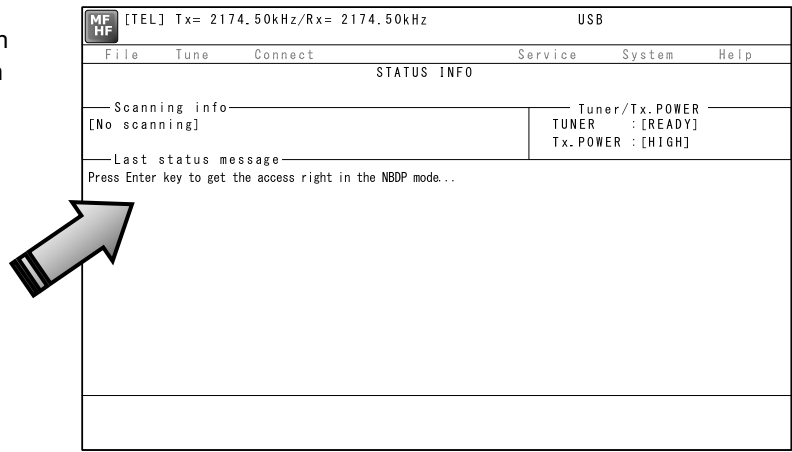 MF
HF
[TEL] Tx= 2174.50kHz/Rx= 2174.50kHz USB
File Tune Connect Service System Help
STATUS INFO
Scanning info
[No scanning]
Tuner/Tx.POWER
TUNER :[READY]
Tx.POWER :[HIGH]
Last status message
Press Enter key to get the access right in the NBDP mode...